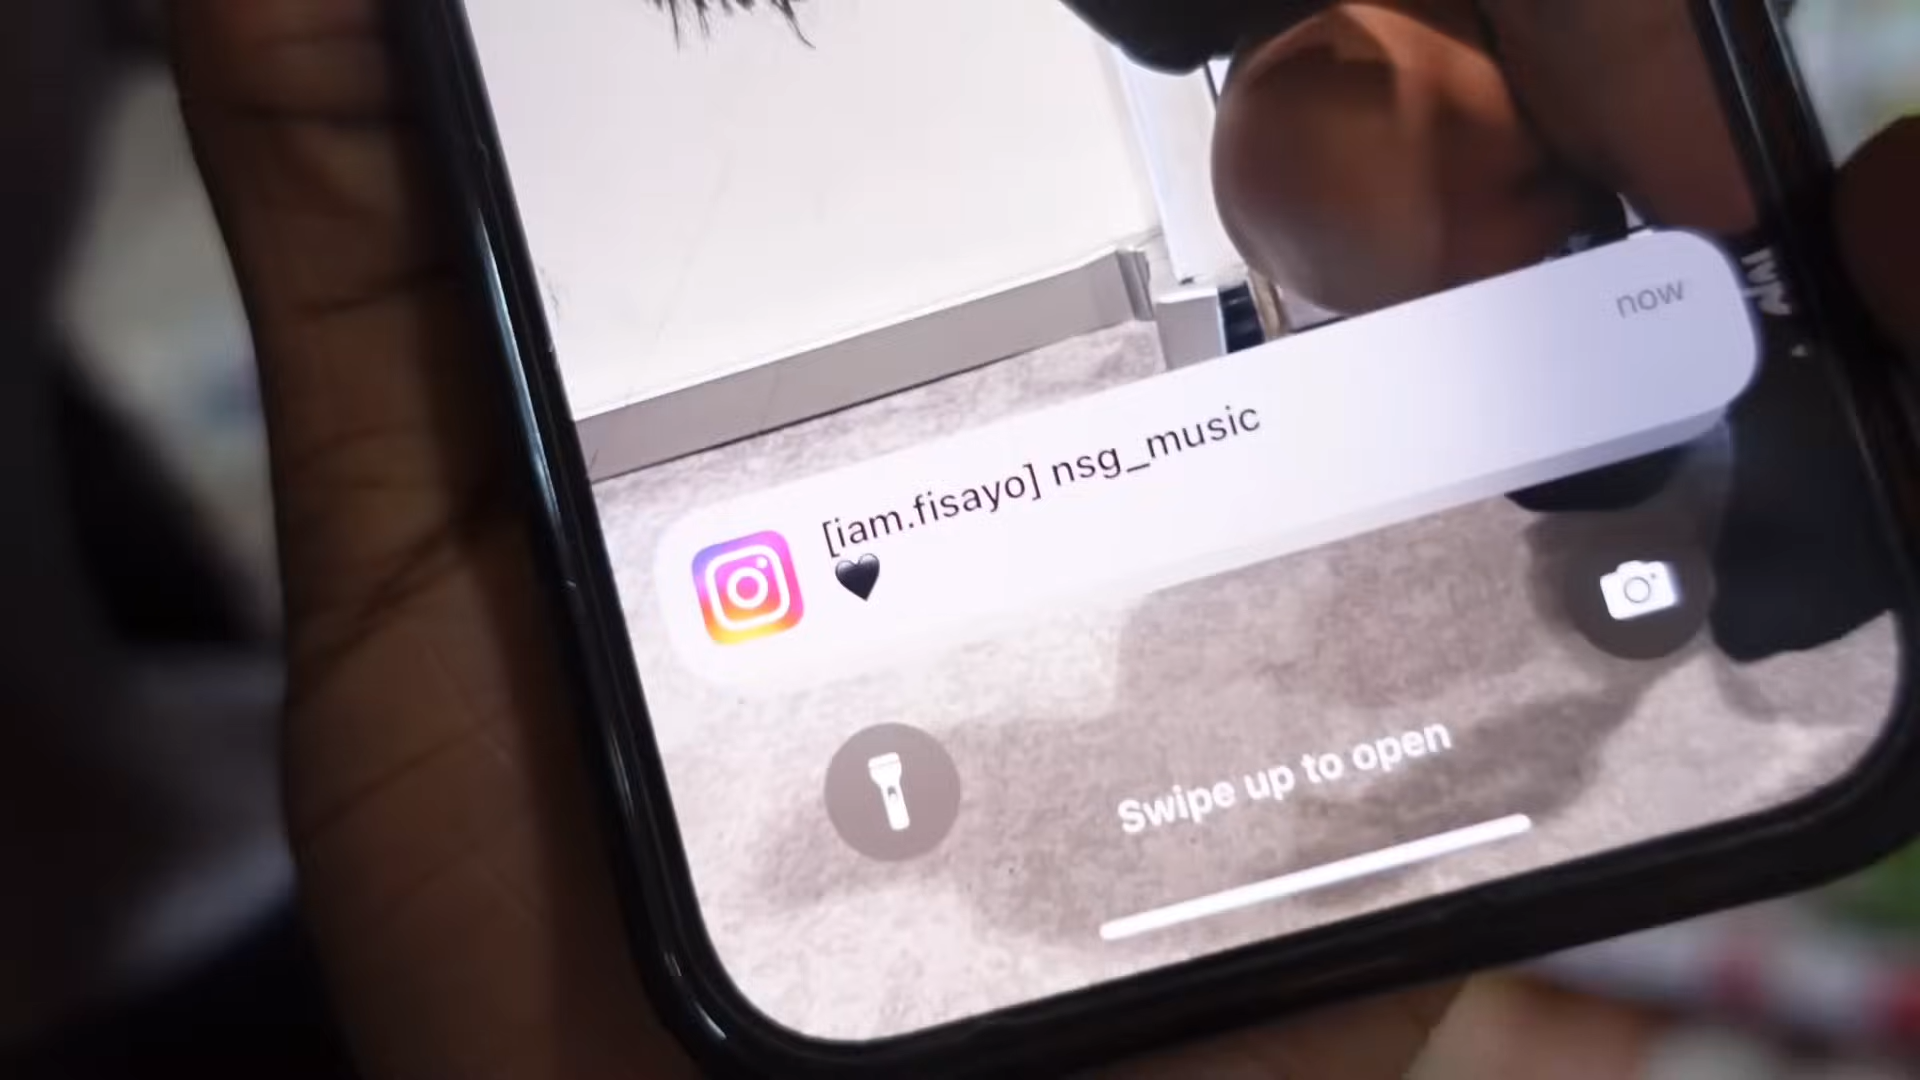 now
[iam.fisayo] nsg_music
🖤
Swipe up to open